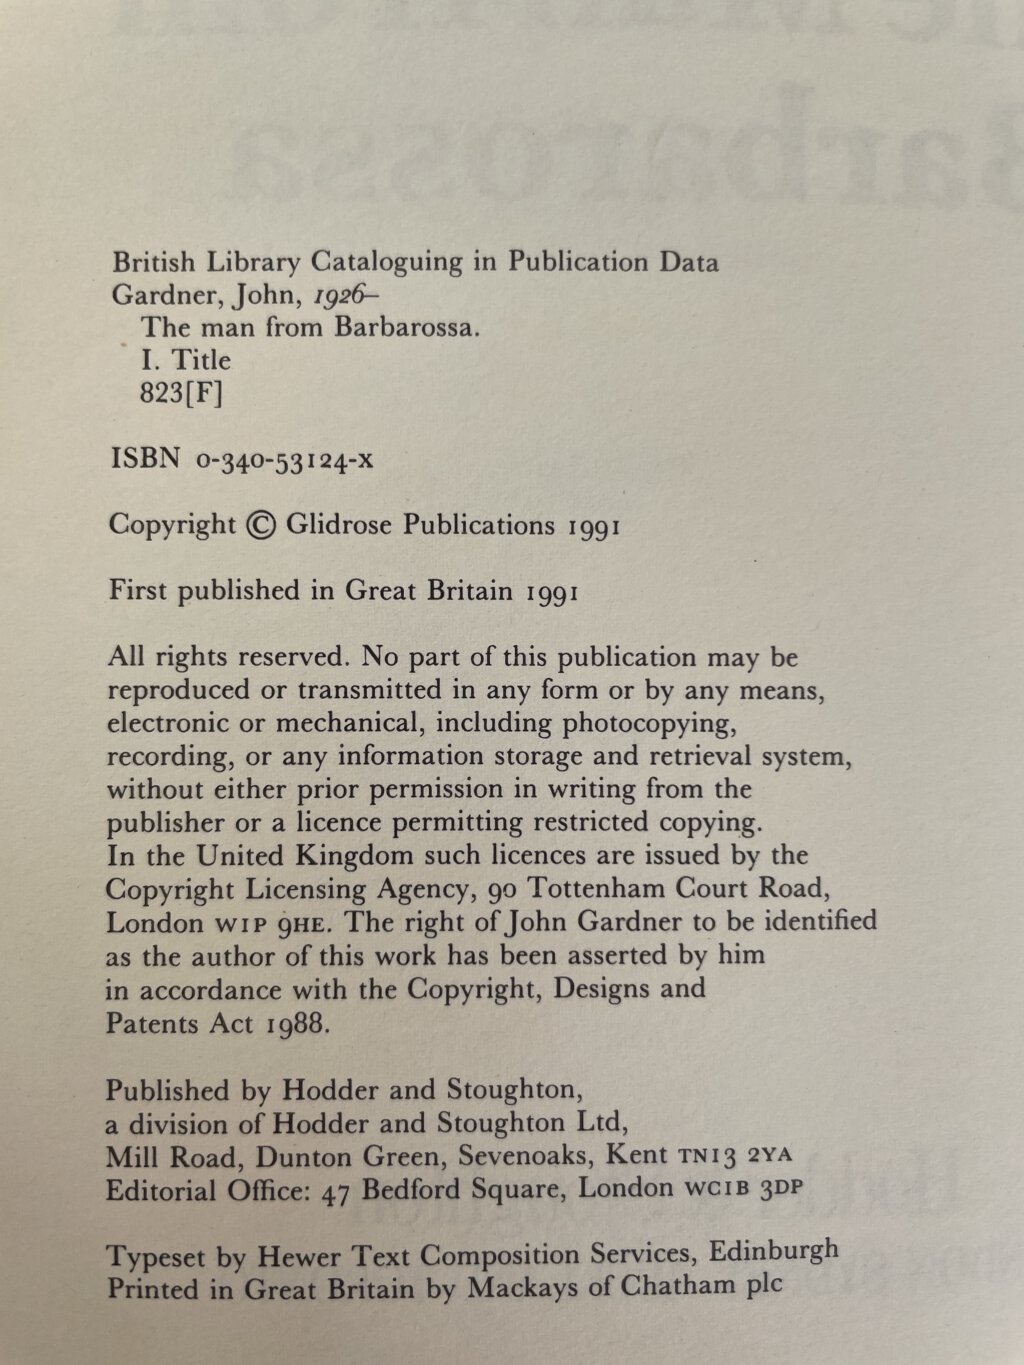 British Library Cataloguing in Publication Data
Gardner, John, 1926–
The man from Barbarossa.
I. Title
823[F]
ISBN 0-340-53124-X
Copyright © Glidrose Publications 1991
First published in Great Britain 1991
All rights reserved. No part of this publication may be
reproduced or transmitted in any form or by any means,
electronic or mechanical, including photocopying,
recording, or any information storage and retrieval system,
without either prior permission in writing from the
publisher or a licence permitting restricted copying.
In the United Kingdom such licences are issued by the
Copyright Licensing Agency, 90 Tottenham Court Road,
London W1P 9HE. The right of John Gardner to be identified
as the author of this work has been asserted by him
in accordance with the Copyright, Designs and
Patents Act 1988.
Published by Hodder and Stoughton,
a division of Hodder and Stoughton Ltd,
Mill Road, Dunton Green, Sevenoaks, Kent TN13 2YA
Editorial Office: 47 Bedford Square, London WC1B 3DP
Typeset by Hewer Text Composition Services, Edinburgh
Printed in Great Britain by Mackays of Chatham plc